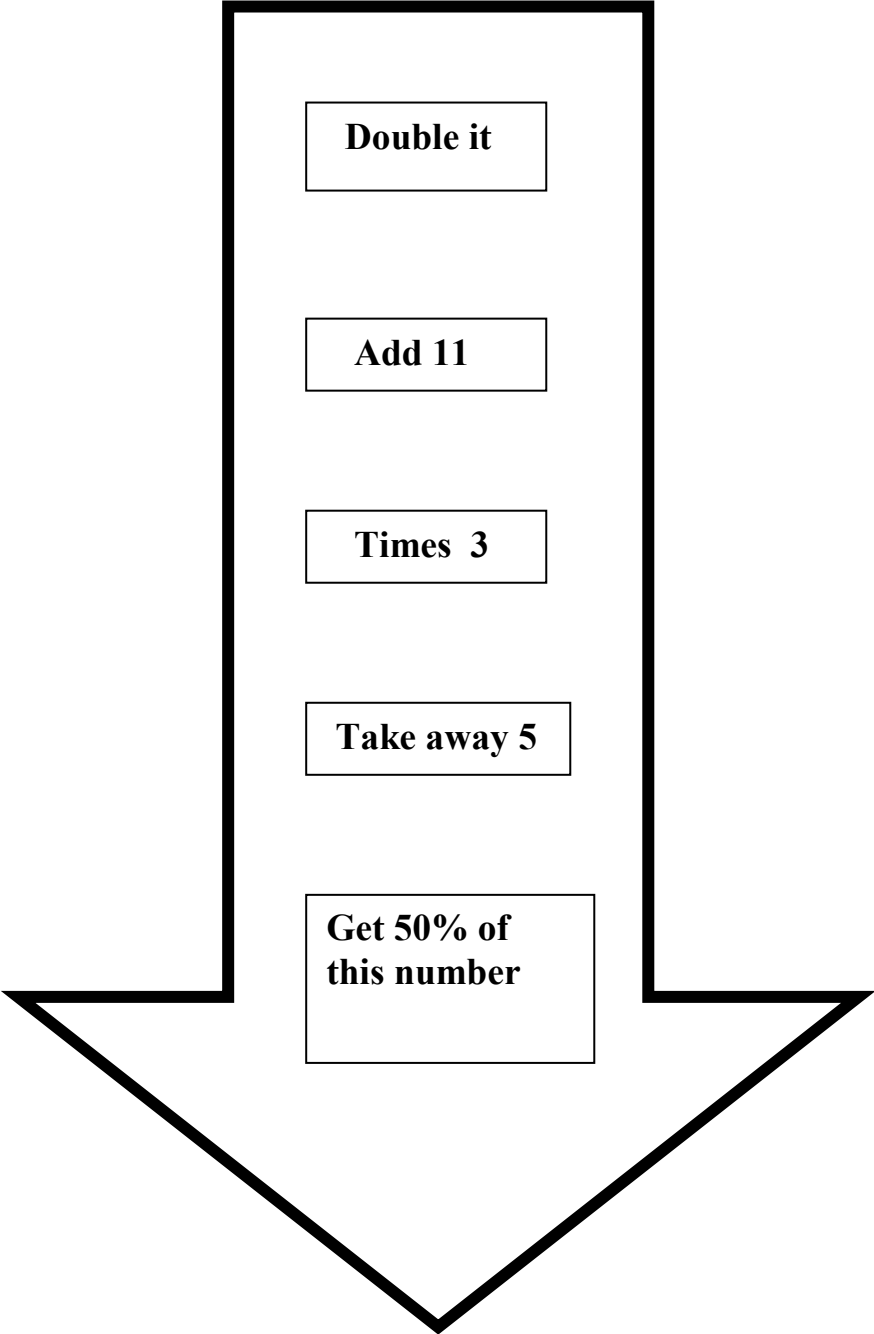 Double it
Add 11
Times 3
Take away 5
Get 50% of
this number